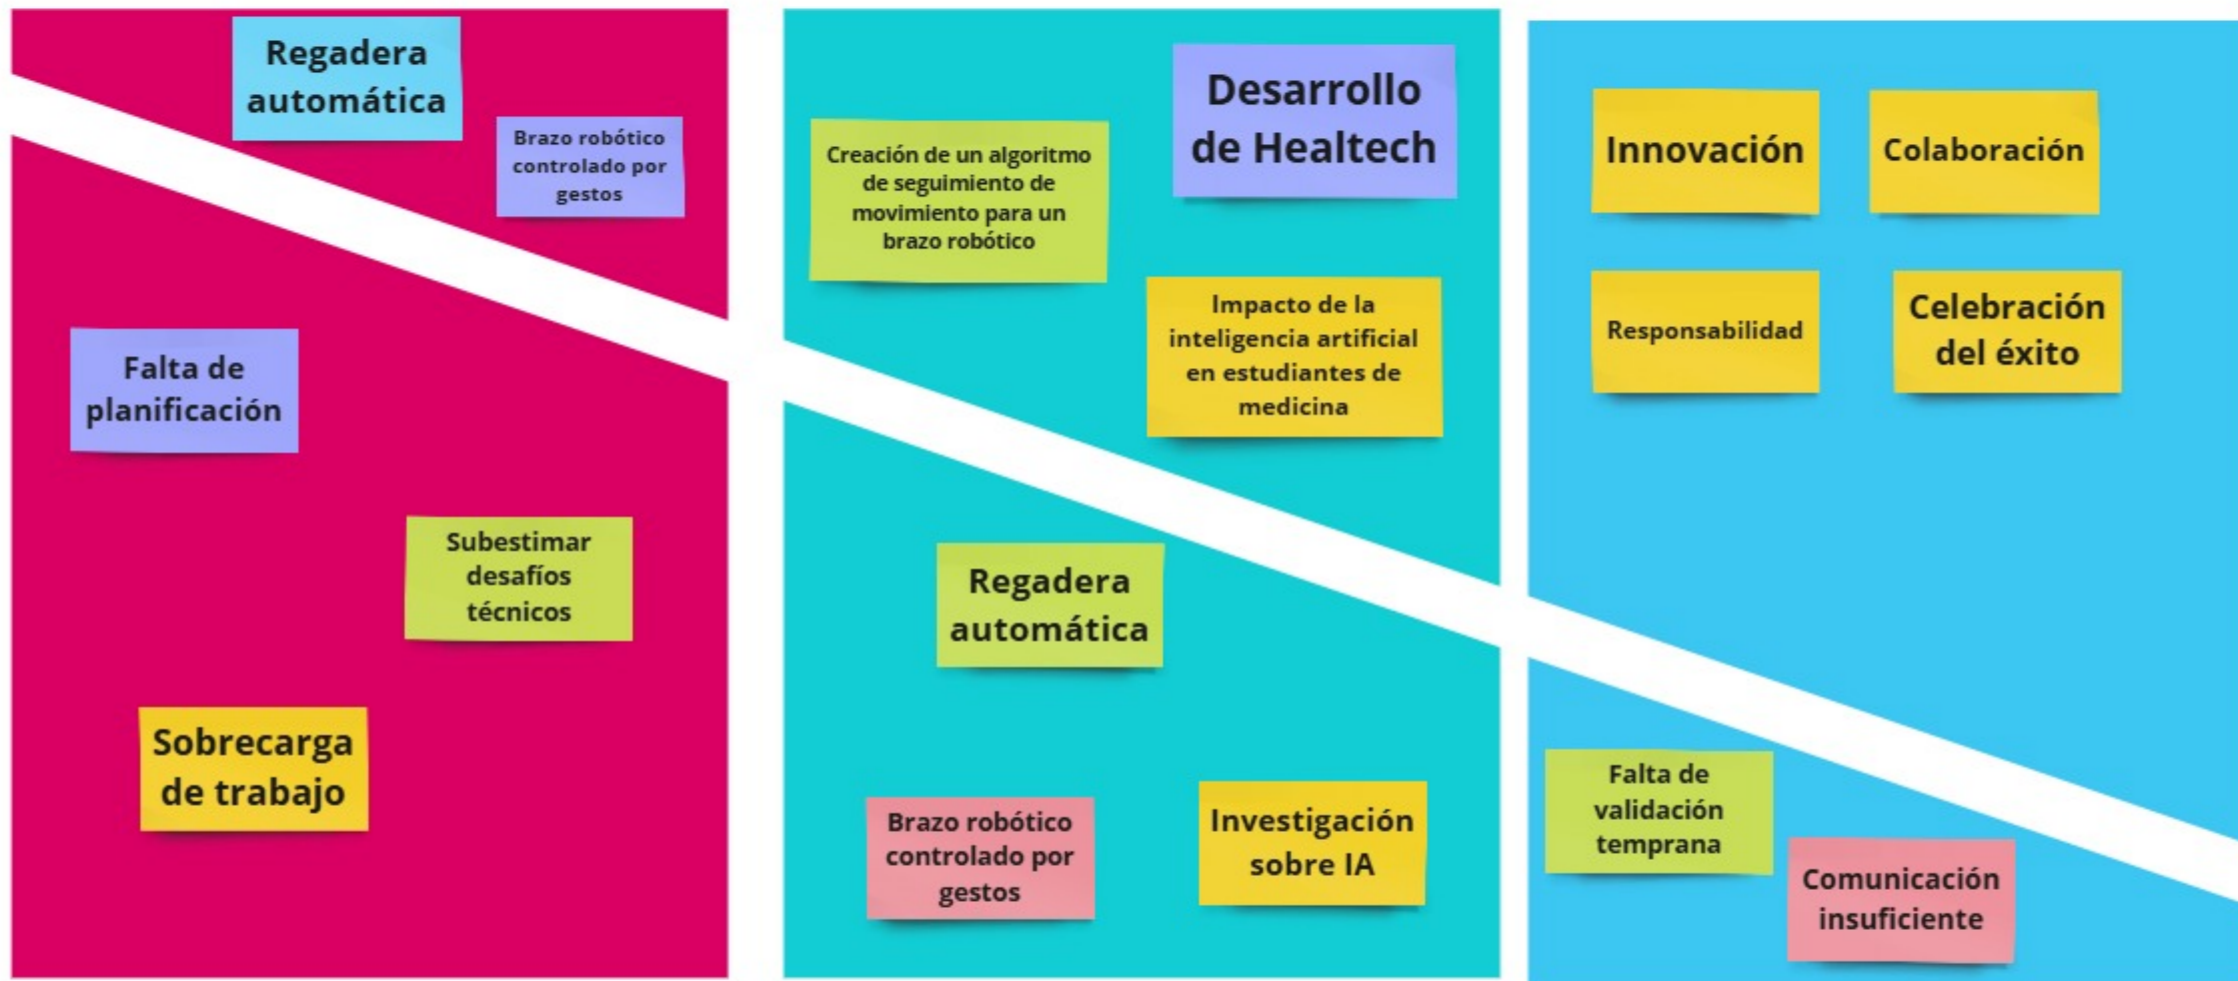 Regadera
automática
Brazo robótico
controlado por
gestos
Falta de
planificación
Subestimar
desafíos
técnicos
Sobrecarga
de trabajo
Desarrollo
de Healtech
Creación de un algoritmo
de seguimiento de
movimiento para un
brazo robótico
Impacto de la
inteligencia artificial
en estudiantes de
medicina
Regadera
automática
Brazo robótico
controlado por
gestos
Investigación
sobre IA
Innovación
Colaboración
Responsabilidad
Celebración
del éxito
Falta de
validación
temprana
Comunicación
insuficiente